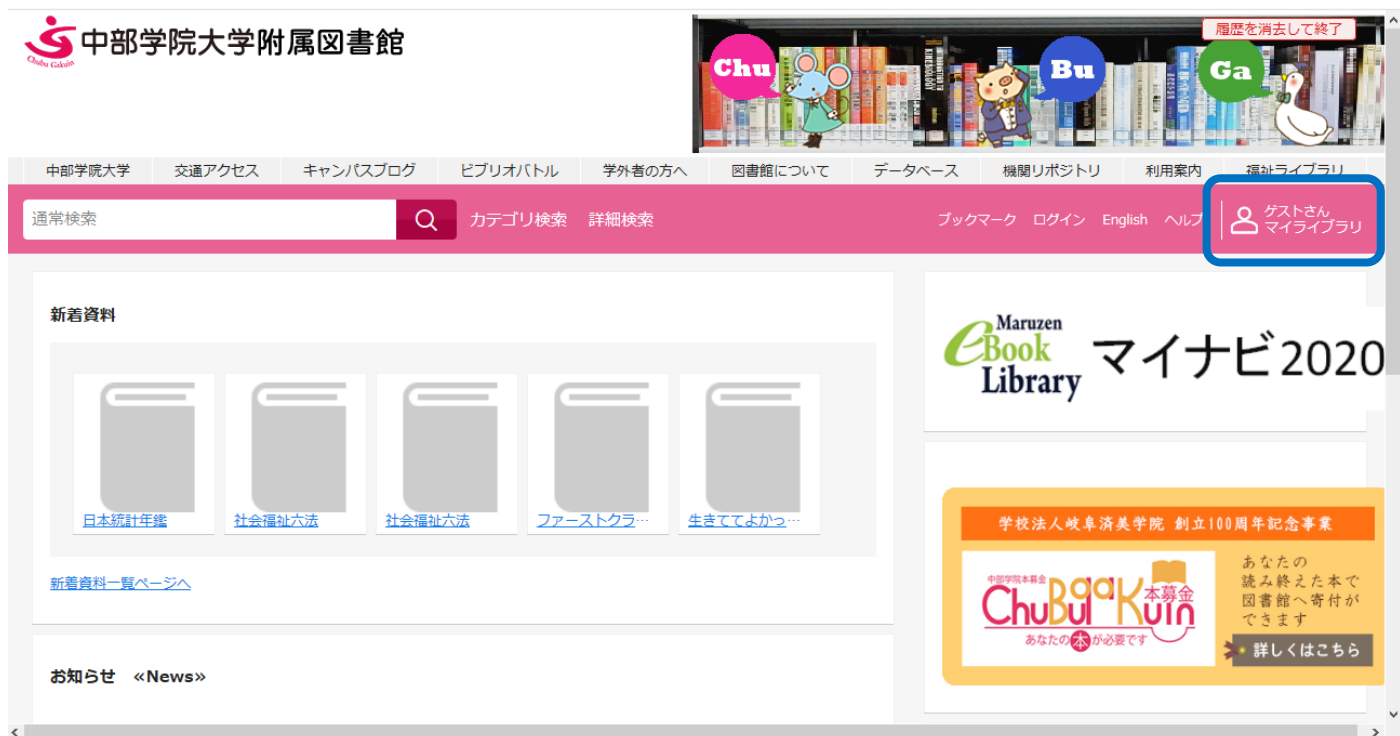 中部学院大学附属図書館
Chubu Gakuin
Chu
Bu
Ga
履歴を消去して終了
中部学院大学 交通アクセス キャンパスブログ ビブリオバトル 学外者の方へ 図書館について データベース 機関リポジトリ 利用案内 福祉ライブラリ
通常検索 カテゴリ検索 詳細検索 ブックマーク ログイン English ヘルプ
ゲストさん
マイライブラリ
新着資料
日本統計年鑑 社会福祉六法 社会福祉六法 ファーストクラ… 生きててよかっ…
新着資料一覧ページへ
お知らせ «News»
Maruzen
eBook
Library
マイナビ2020
学校法人岐阜済美学院 創立100周年記念事業
中部学院本募金
ChuBul GaaKuin
本募金
あなたの本が必要です
あなたの
読み終えた本で
図書館へ寄付が
できます
詳しくはこちら